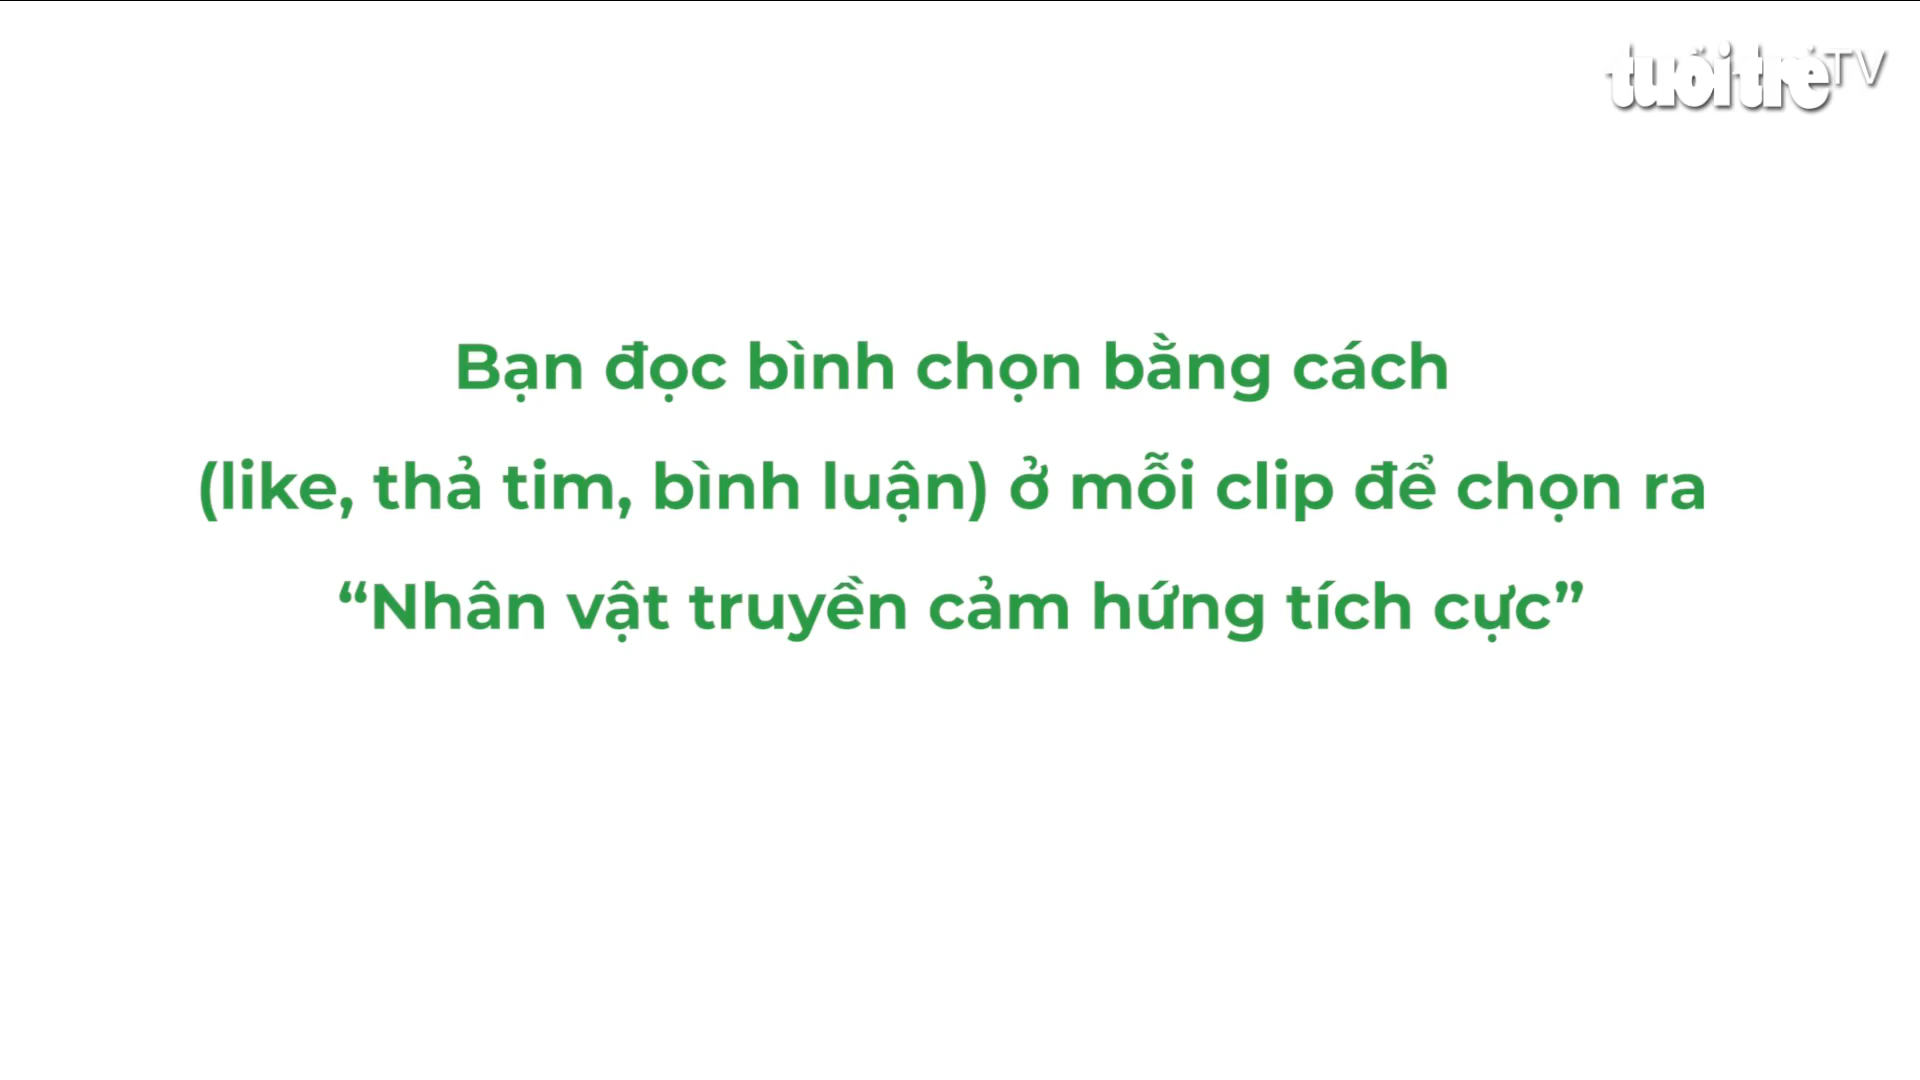 tuổi trẻ TV
Bạn đọc bình chọn bằng cách
(like, thả tim, bình luận) ở mỗi clip để chọn ra
“Nhân vật truyền cảm hứng tích cực”